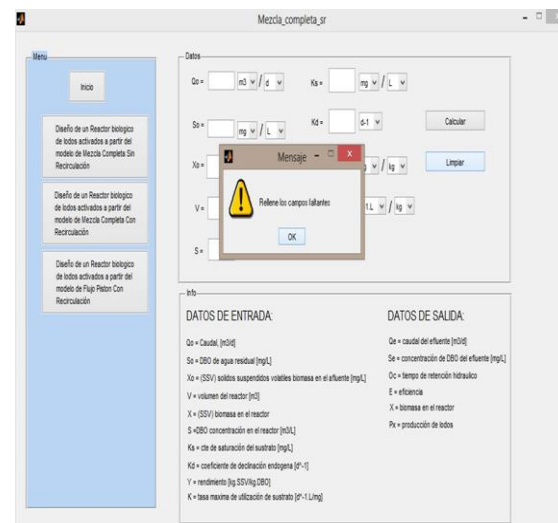 Mezcla_completa_sr
Menu
Inicio
Diseño de un Reactor biologico
de lodos activados a partir del
modelo de Mezcla Completa Sin
Recirculación
Diseño de un Reactor biologico
de lodos activados a partir del
modelo de Mezcla Completa Con
Recirculación
Diseño de un Reactor biologico
de lodos activados a partir del
modelo de Flujo Piston Con
Recirculación
Datos
Qo = m3 / d Ks = mg / L
So = mg / L Kd = d-1 Calcular
Xo = / kg Limpiar
V = / kg
S =
Mensaje
Rellene los campos faltantes
OK
Info
DATOS DE ENTRADA:
Qo = Caudal, [m3/d]
So = DBO de agua residual [mg/L]
Xo = (SSV) solidos suspendidos volatiles biomasa en el afluente [mg/L]
V = volumen del reactor [m3]
X = (SSV) biomasa en el reactor
S =DBO concentración en el reactor [m3/L]
Ks = cte de saturación del sustrato [mg/L]
Kd = coeficiente de declinación endogena [d^-1]
Y = rendimiento [kg.SSV/kg.DBO]
K = tasa maxima de utilización de sustrato [d^-1.L/mg]
DATOS DE SALIDA:
Qe = caudal del efluente [m3/d]
Se = concentración de DBO del efluente [mg/L]
Oc = tiempo de retención hidraulico
E = eficiencia
X = biomasa en el reactor
Px = producción de lodos